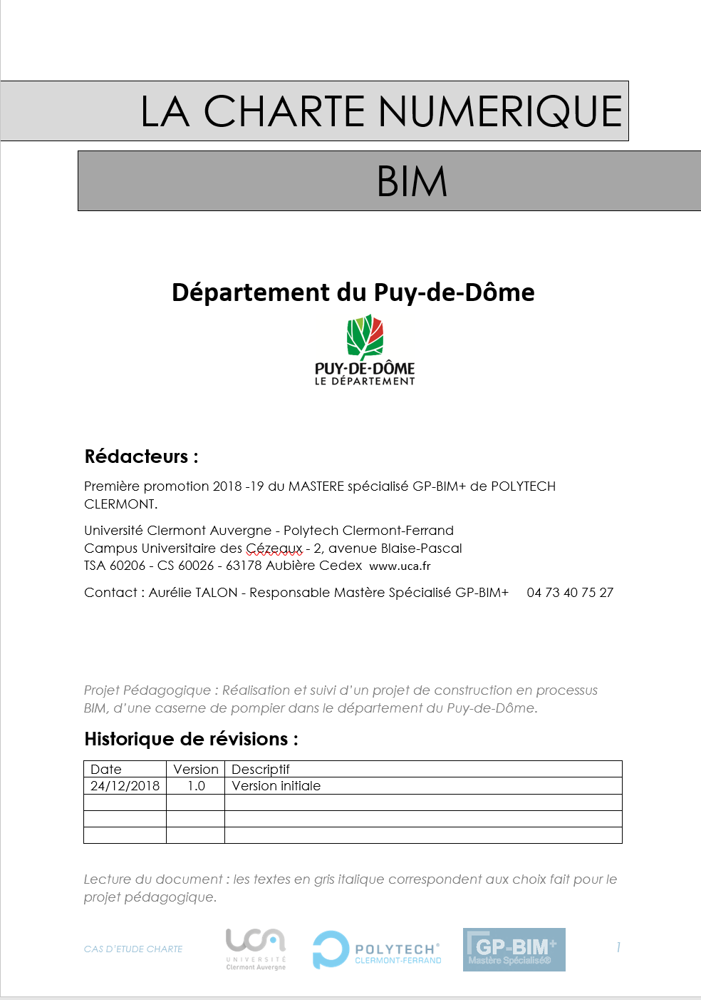 LA CHARTE NUMERIQUE
BIM
Département du Puy-de-Dôme
PUY-DE-DÔME
LE DÉPARTEMENT
Rédacteurs :
Première promotion 2018 -19 du MASTERE spécialisé GP-BIM+ de POLYTECH
CLERMONT.
Université Clermont Auvergne - Polytech Clermont-Ferrand
Campus Universitaire des Cézeaux - 2, avenue Blaise-Pascal
TSA 60206 - CS 60026 - 63178 Aubière Cedex www.uca.fr
Contact : Aurélie TALON - Responsable Mastère Spécialisé GP-BIM+ 04 73 40 75 27
Projet Pédagogique : Réalisation et suivi d'un projet de construction en processus
BIM, d'une caserne de pompier dans le département du Puy-de-Dôme.
Historique de révisions :
Date Version Descriptif
24/12/2018 1.0 Version initiale
Lecture du document : les textes en gris italique correspondent aux choix fait pour le
projet pédagogique.
CAS D'ETUDE CHARTE
UCA
UNIVERSITÉ
Clermont Auvergne
POLYTECH°
CLERMONT-FERRAND
GP-BIM+
Mastère Spécialisé®
1